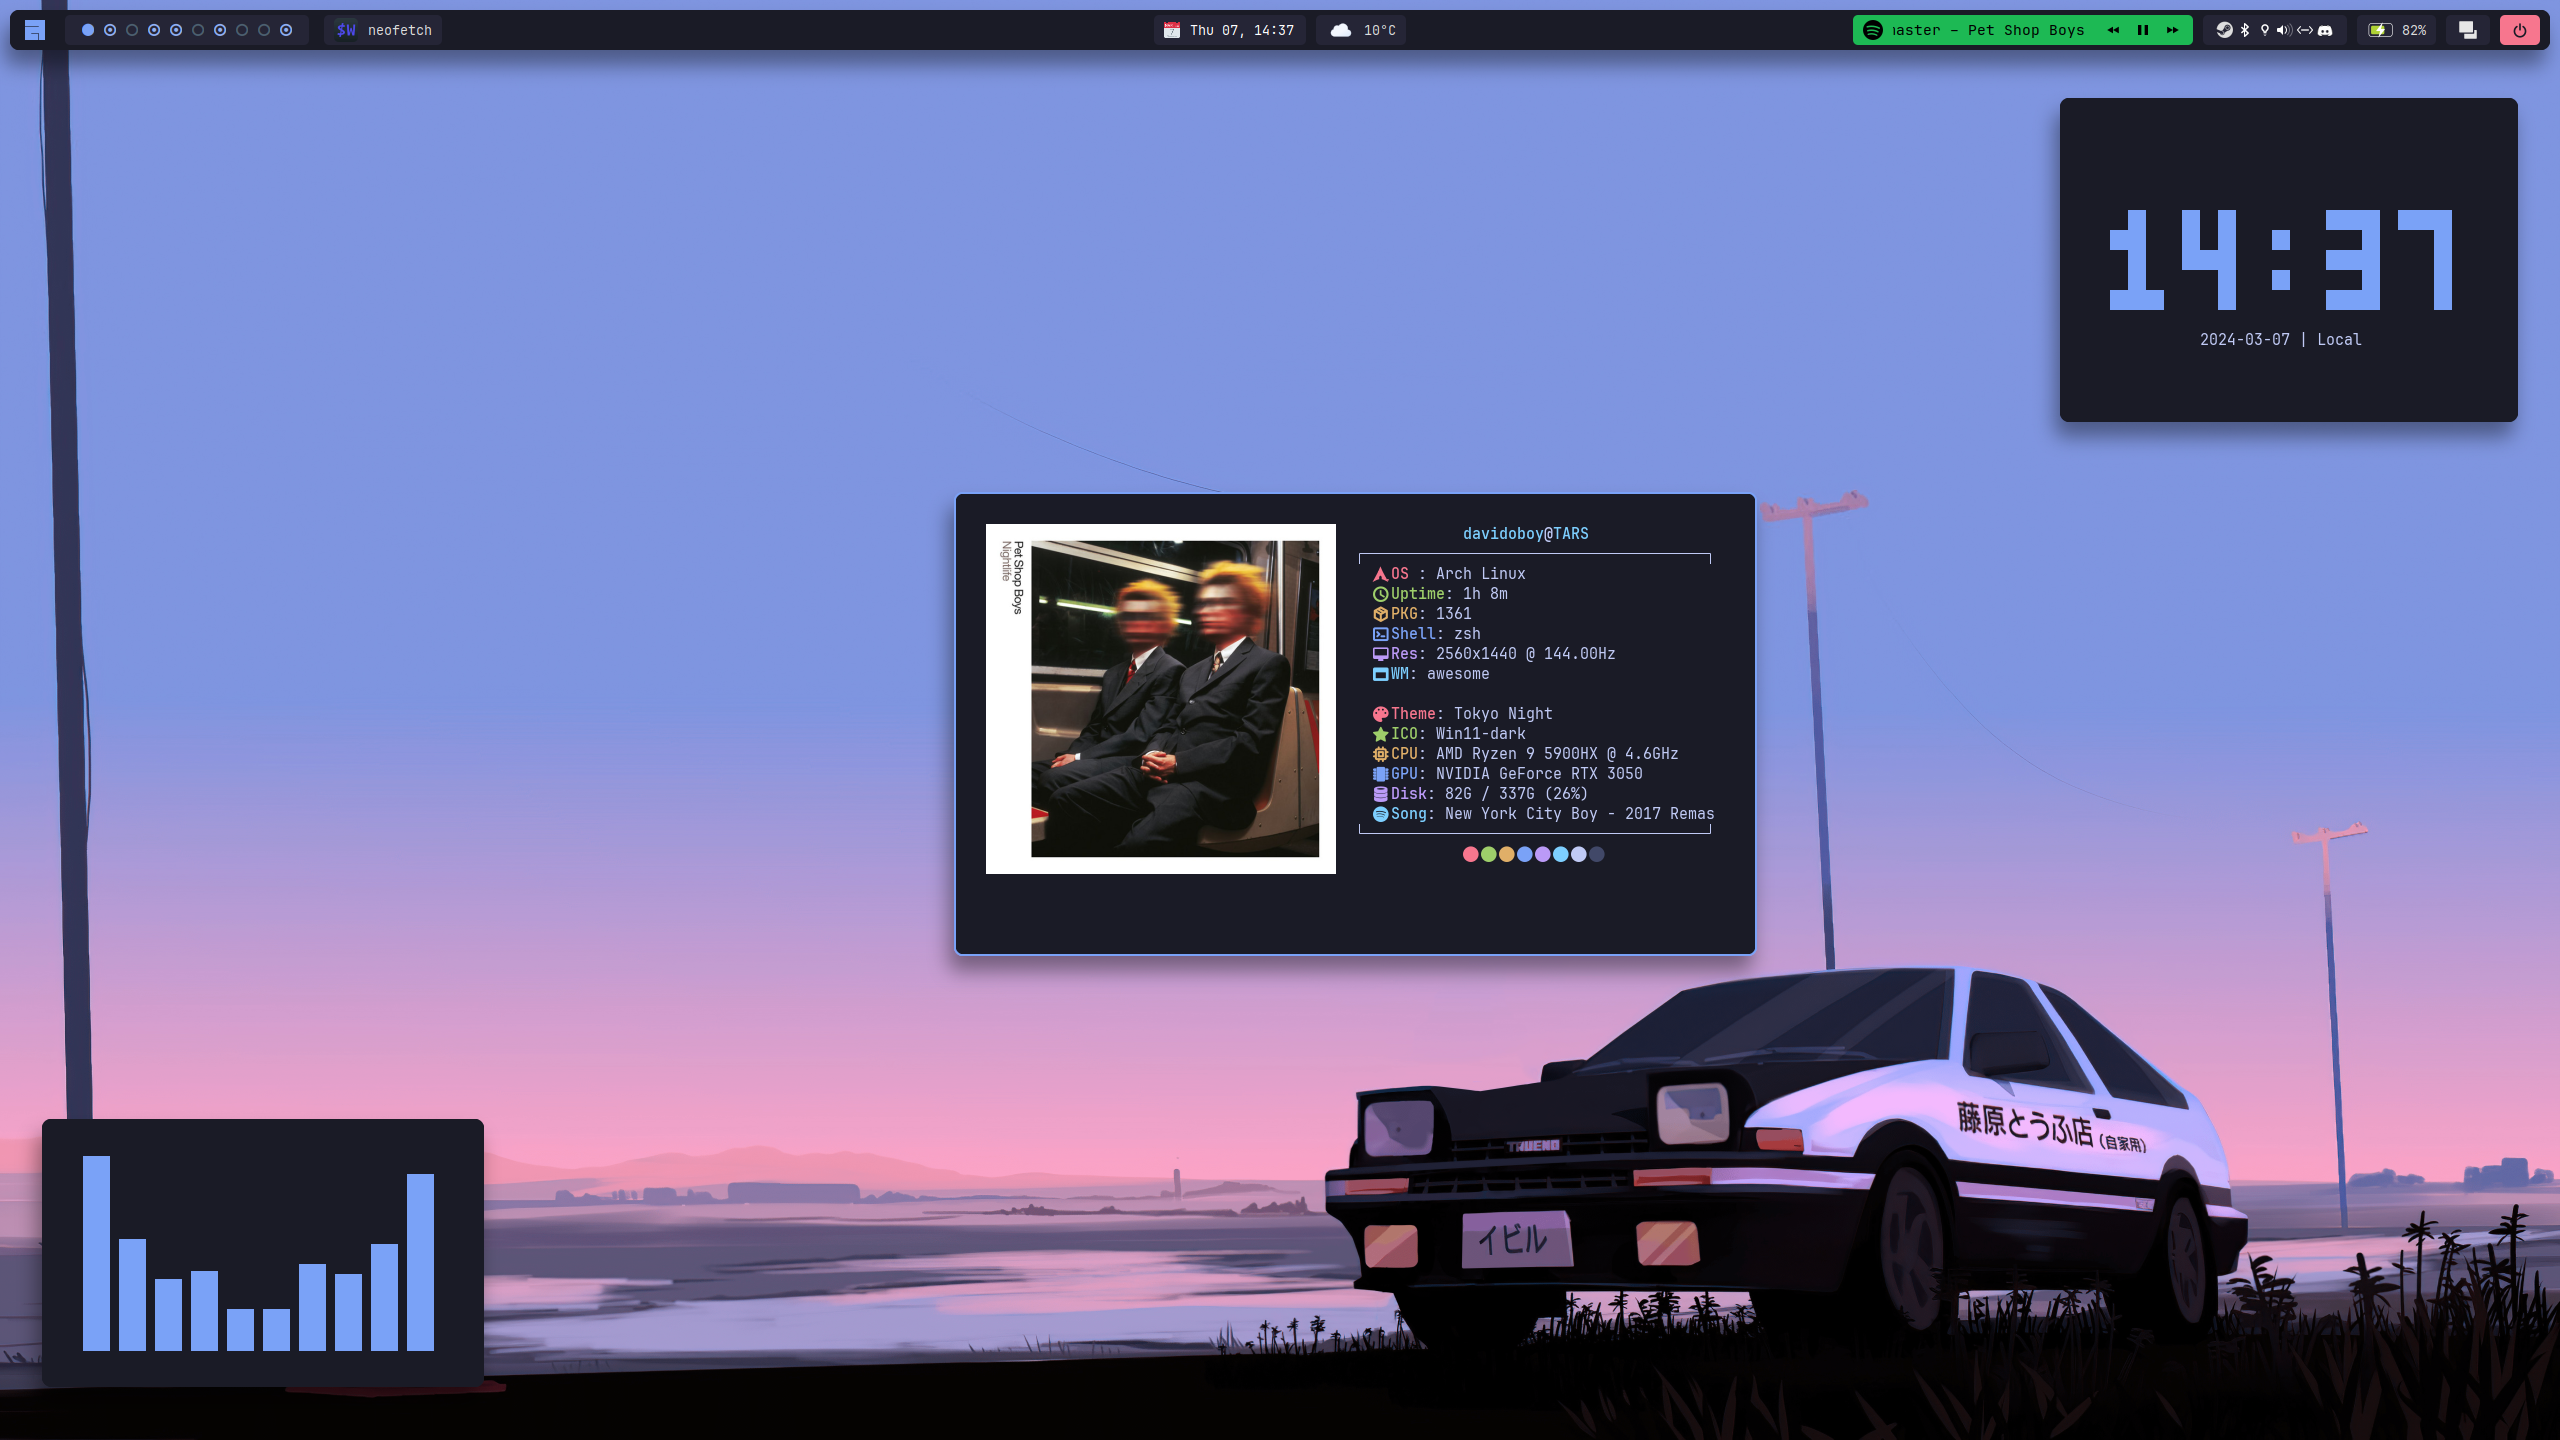 $W neofetch
Thu 07, 14:37
10°C
aster - Pet Shop Boys
82%
14:37
2024-03-07 | Local
Pet Shop Boys
Nightlife
davidoboy@TARS
OS : Arch Linux
Uptime: 1h 8m
PKG: 1361
Shell: zsh
Res: 2560x1440 @ 144.00Hz
WM: awesome
Theme: Tokyo Night
ICO: Win11-dark
CPU: AMD Ryzen 9 5900HX @ 4.6GHz
GPU: NVIDIA GeForce RTX 3050
Disk: 82G / 337G (26%)
Song: New York City Boy - 2017 Remas
TRUENO
藤原とうふ店(自家用)
イビル